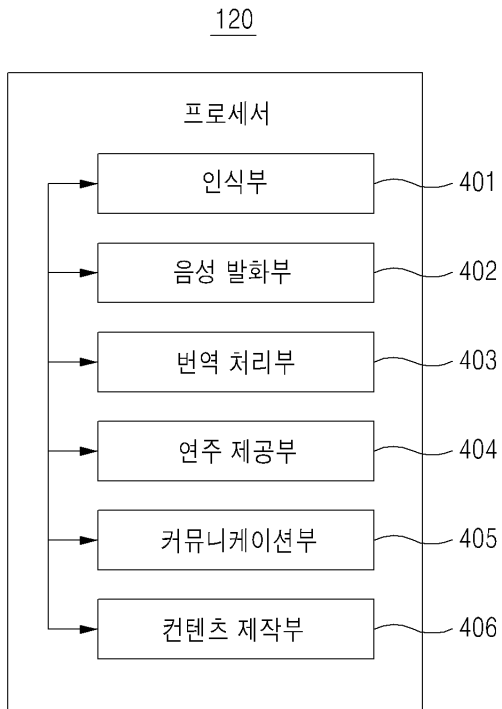 120
프로세서
인식부 401
음성 발화부 402
번역 처리부 403
연주 제공부 404
커뮤니케이션부 405
컨텐츠 제작부 406